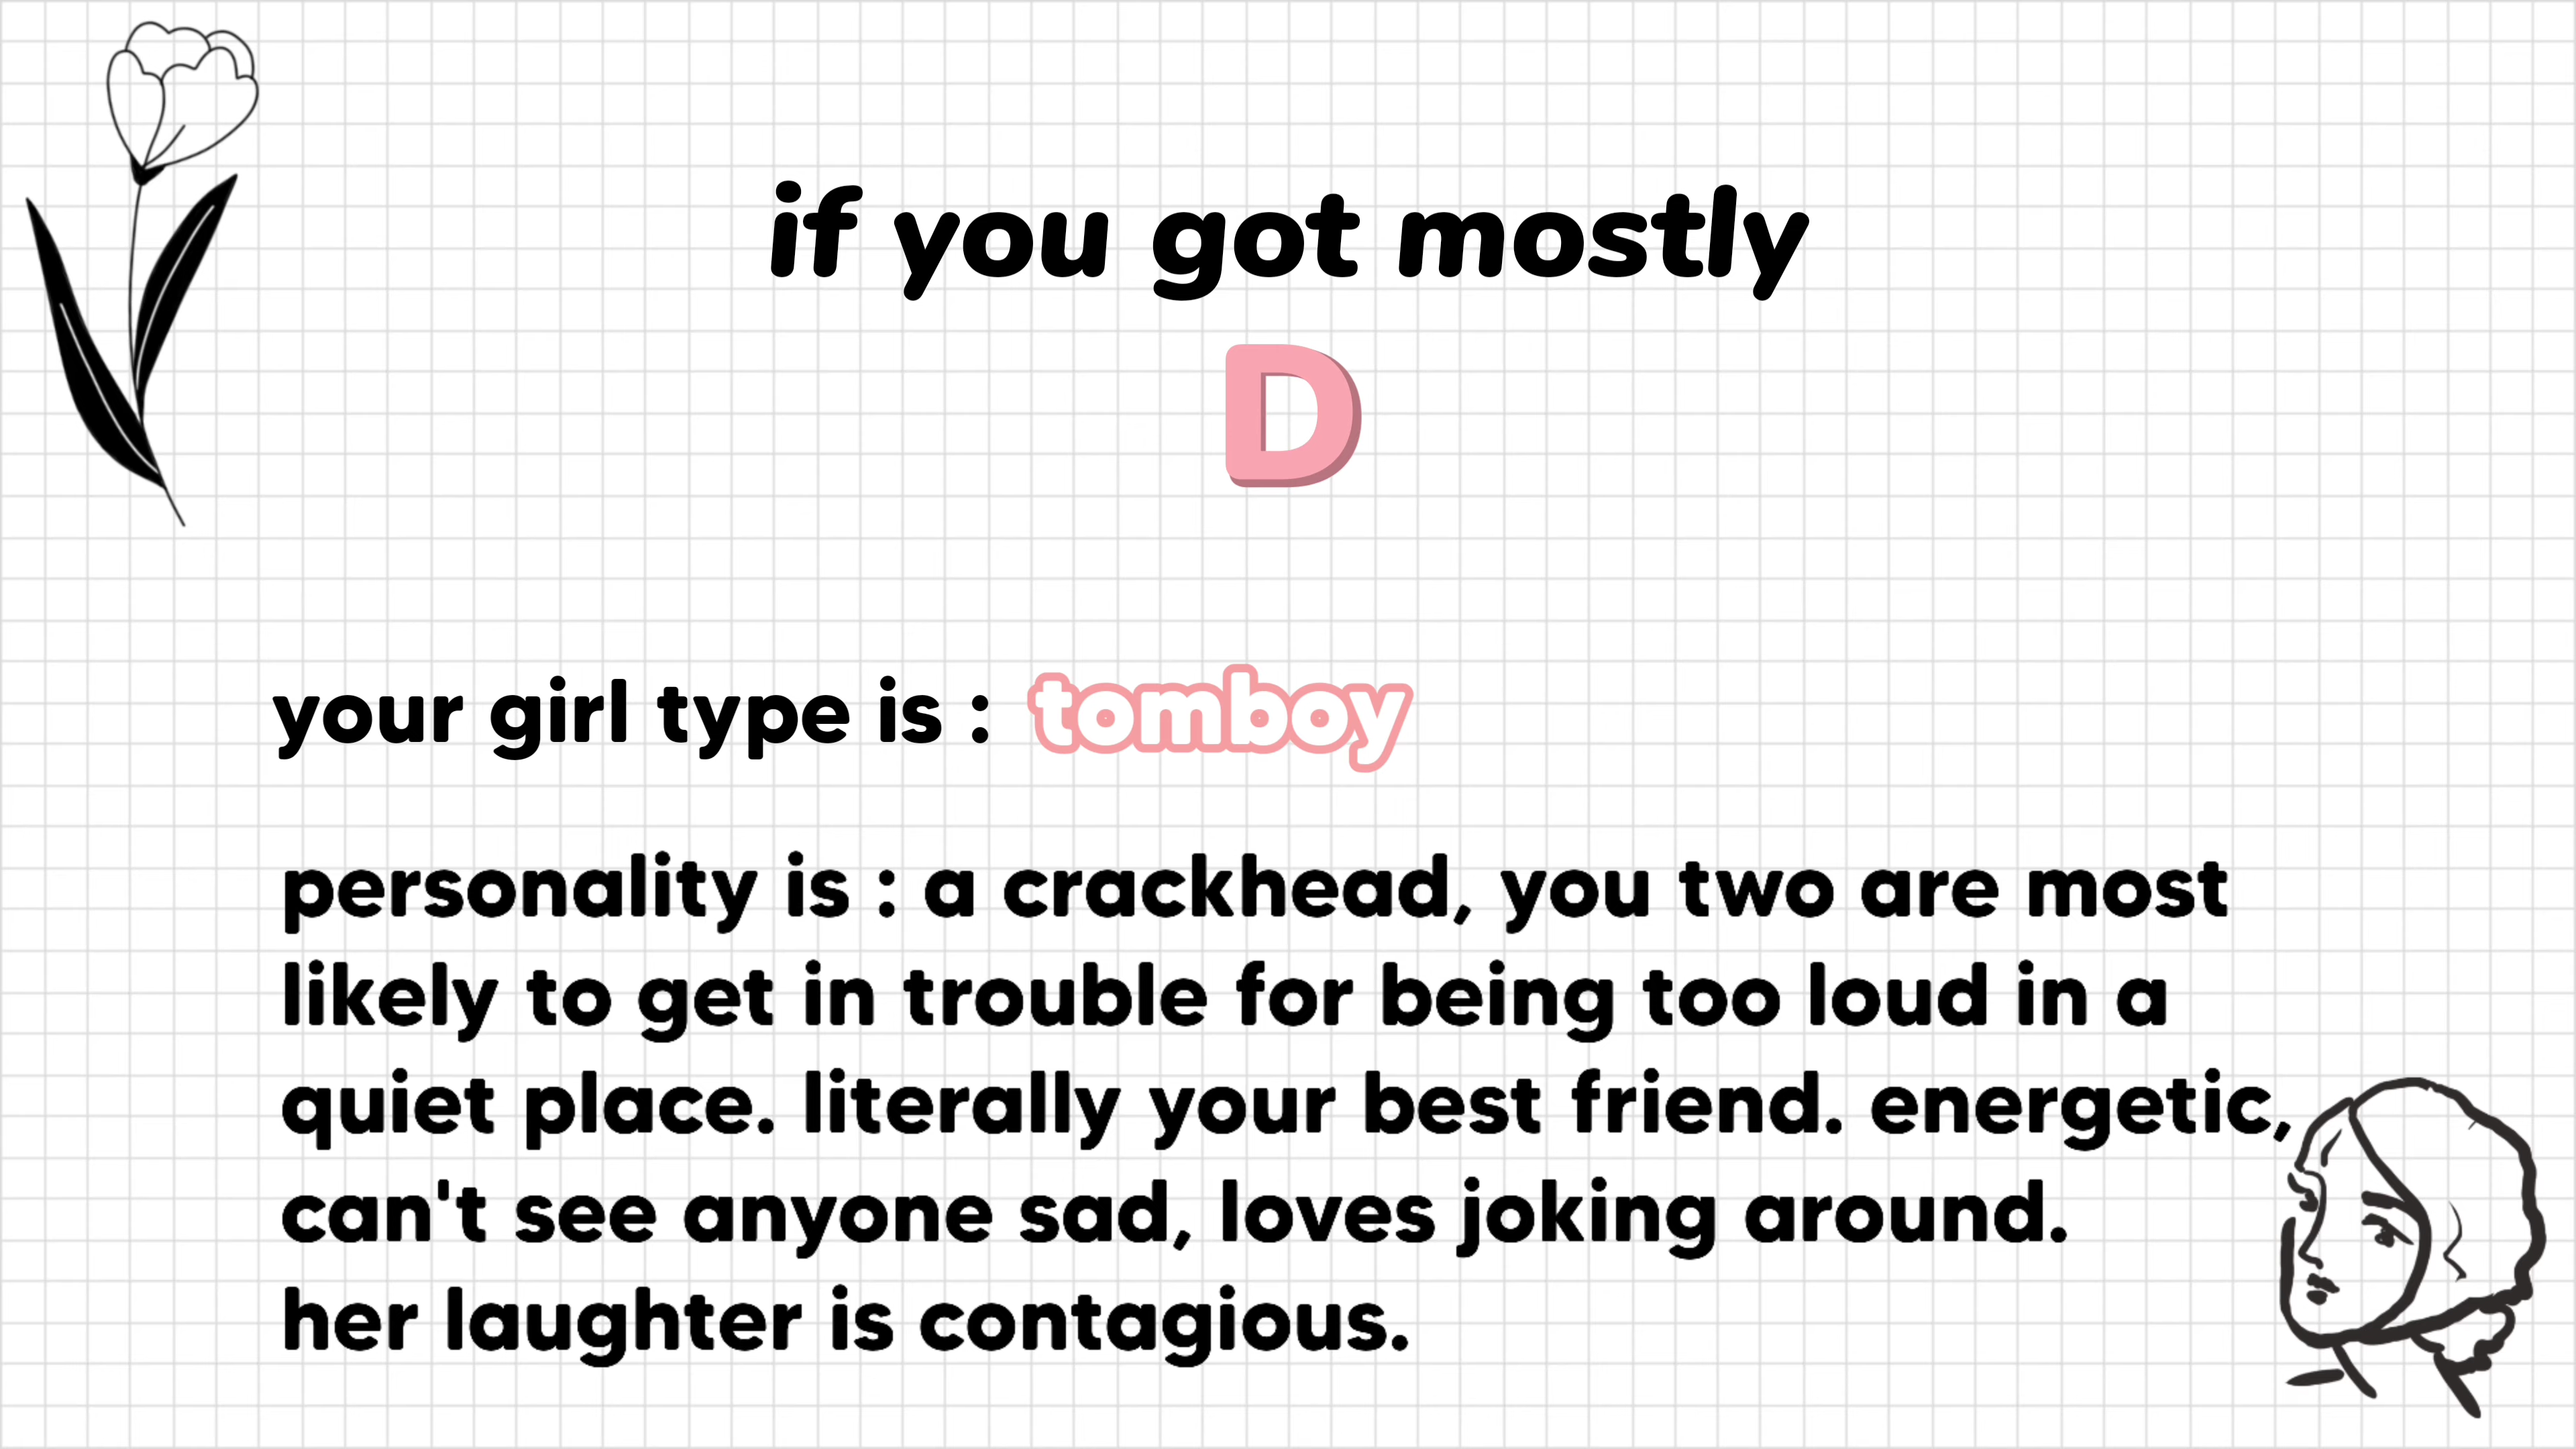 if you got mostly
D
your girl type is : tomboy
personality is : a crackhead, you two are most
likely to get in trouble for being too loud in a
quiet place. literally your best friend. energetic,
can't see anyone sad, loves joking around.
her laughter is contagious.